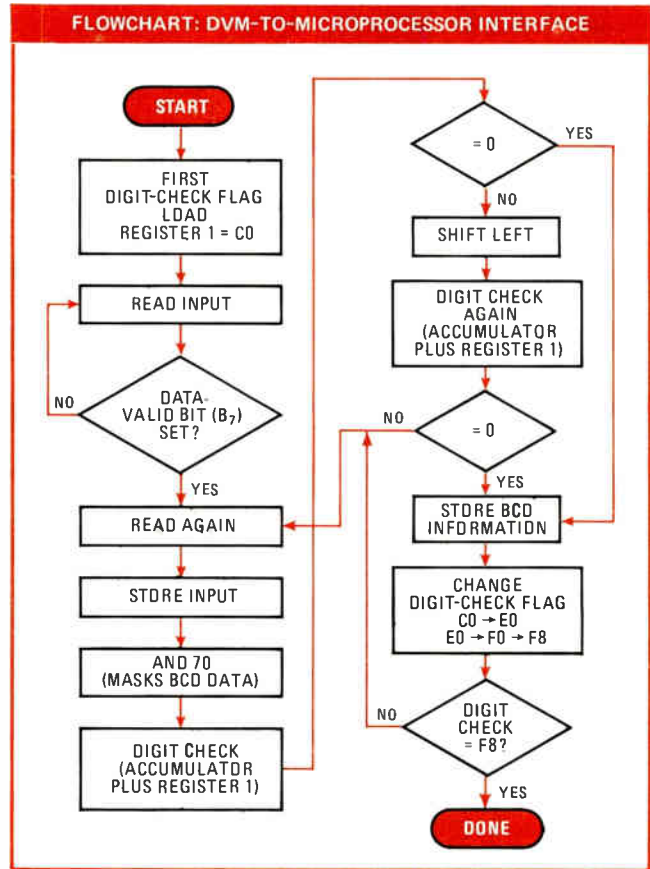 FLOWCHART: DVM-TO-MICROPROCESSOR INTERFACE
START
FIRST
DIGIT-CHECK FLAG
LOAD
REGISTER 1 = C0
READ INPUT
NO
DATA-
VALID BIT (B7)
SET?
YES
READ AGAIN
STORE INPUT
AND 70
(MASKS BCD DATA)
DIGIT CHECK
(ACCUMULATOR
PLUS REGISTER 1)
= 0
YES
NO
SHIFT LEFT
DIGIT CHECK
AGAIN
(ACCUMULATOR
PLUS REGISTER 1)
NO
= 0
YES
STORE BCD
INFORMATION
CHANGE
DIGIT-CHECK FLAG
C0 → E0
E0 → F0 → F8
NO
DIGIT
CHECK
= F8?
YES
DONE